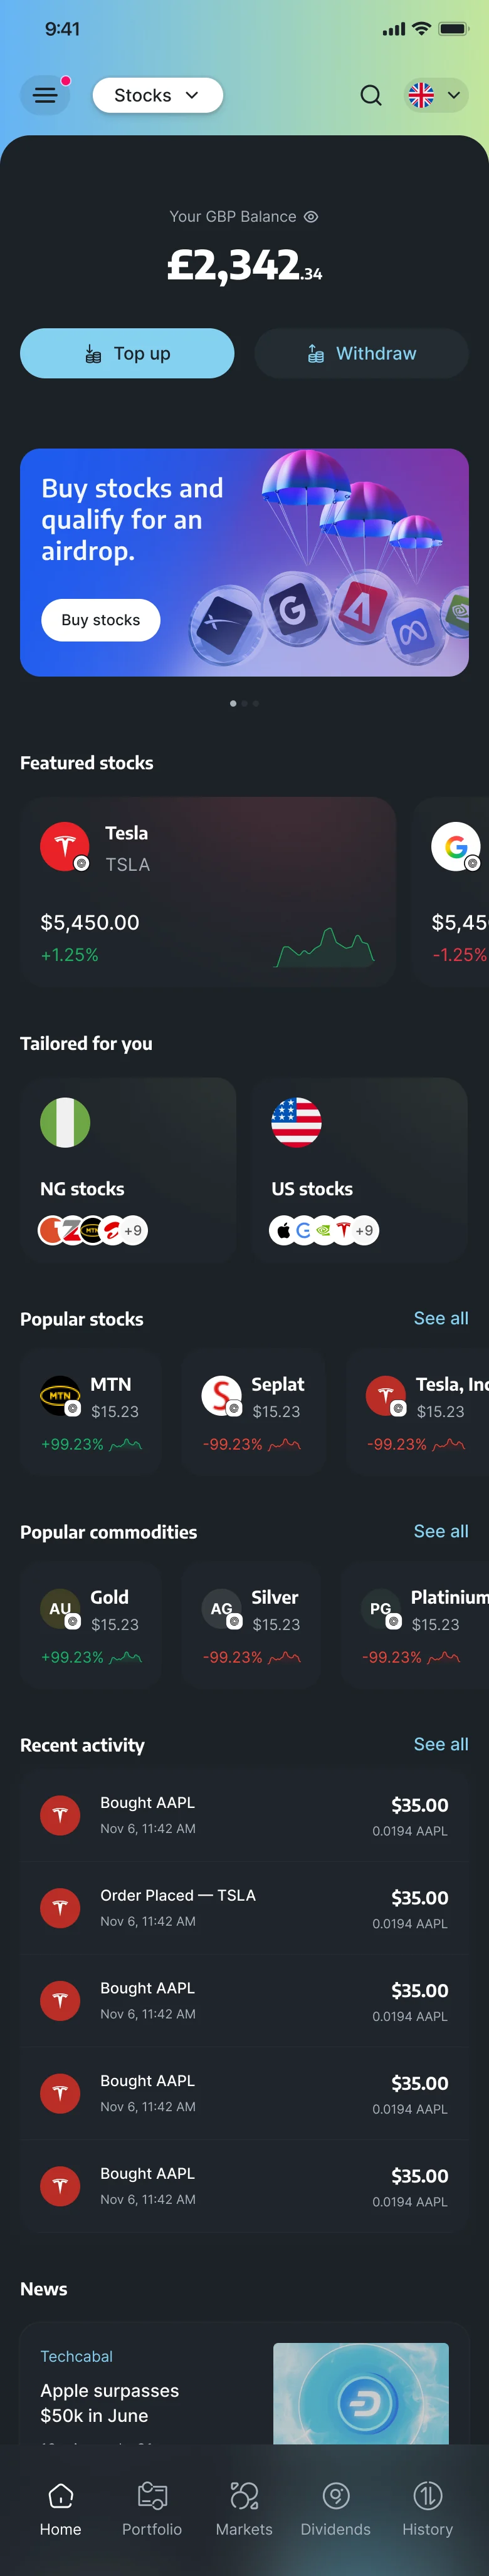 9:41
Stocks
Your GBP Balance
£2,342.34
Top up
Withdraw
Buy stocks and
qualify for an
airdrop.
Buy stocks
Featured stocks
Tesla
TSLA
$5,450.00
+1.25%
$5,45
-1.25%
Tailored for you
NG stocks
+9
US stocks
+9
Popular stocks
See all
MTN
MTN
$15.23
+99.23%
Seplat
$15.23
-99.23%
Tesla, Inc
$15.23
-99.23%
Popular commodities
See all
AU
Gold
$15.23
+99.23%
AG
Silver
$15.23
-99.23%
PG
Platinium
$15.23
-99.23%
Recent activity
See all
Bought AAPL
$35.00
Nov 6, 11:42 AM
0.0194 AAPL
Order Placed — TSLA
$35.00
Nov 6, 11:42 AM
0.0194 AAPL
Bought AAPL
$35.00
Nov 6, 11:42 AM
0.0194 AAPL
Bought AAPL
$35.00
Nov 6, 11:42 AM
0.0194 AAPL
Bought AAPL
$35.00
Nov 6, 11:42 AM
0.0194 AAPL
News
Techcabal
Apple surpasses
$50k in June
Home
Portfolio
Markets
Dividends
History